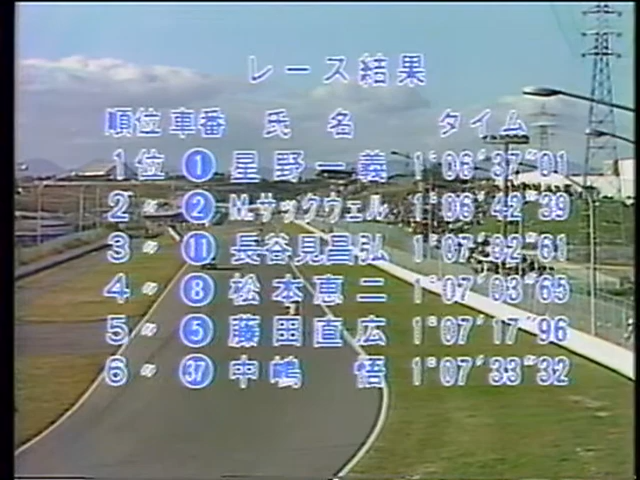 レース結果
順位 車番 氏 名 タイム
1位 ① 星野一義 1°06'37"91
2〃 ② M.サックウェル 1°06'42"39
3〃 ⑪ 長谷見昌弘 1°07'02"61
4〃 ⑧ 松本恵二 1°07'03"65
5〃 ⑤ 藤田直広 1°07'17"96
6〃 ㊲ 中嶋 悟 1°07'33"32